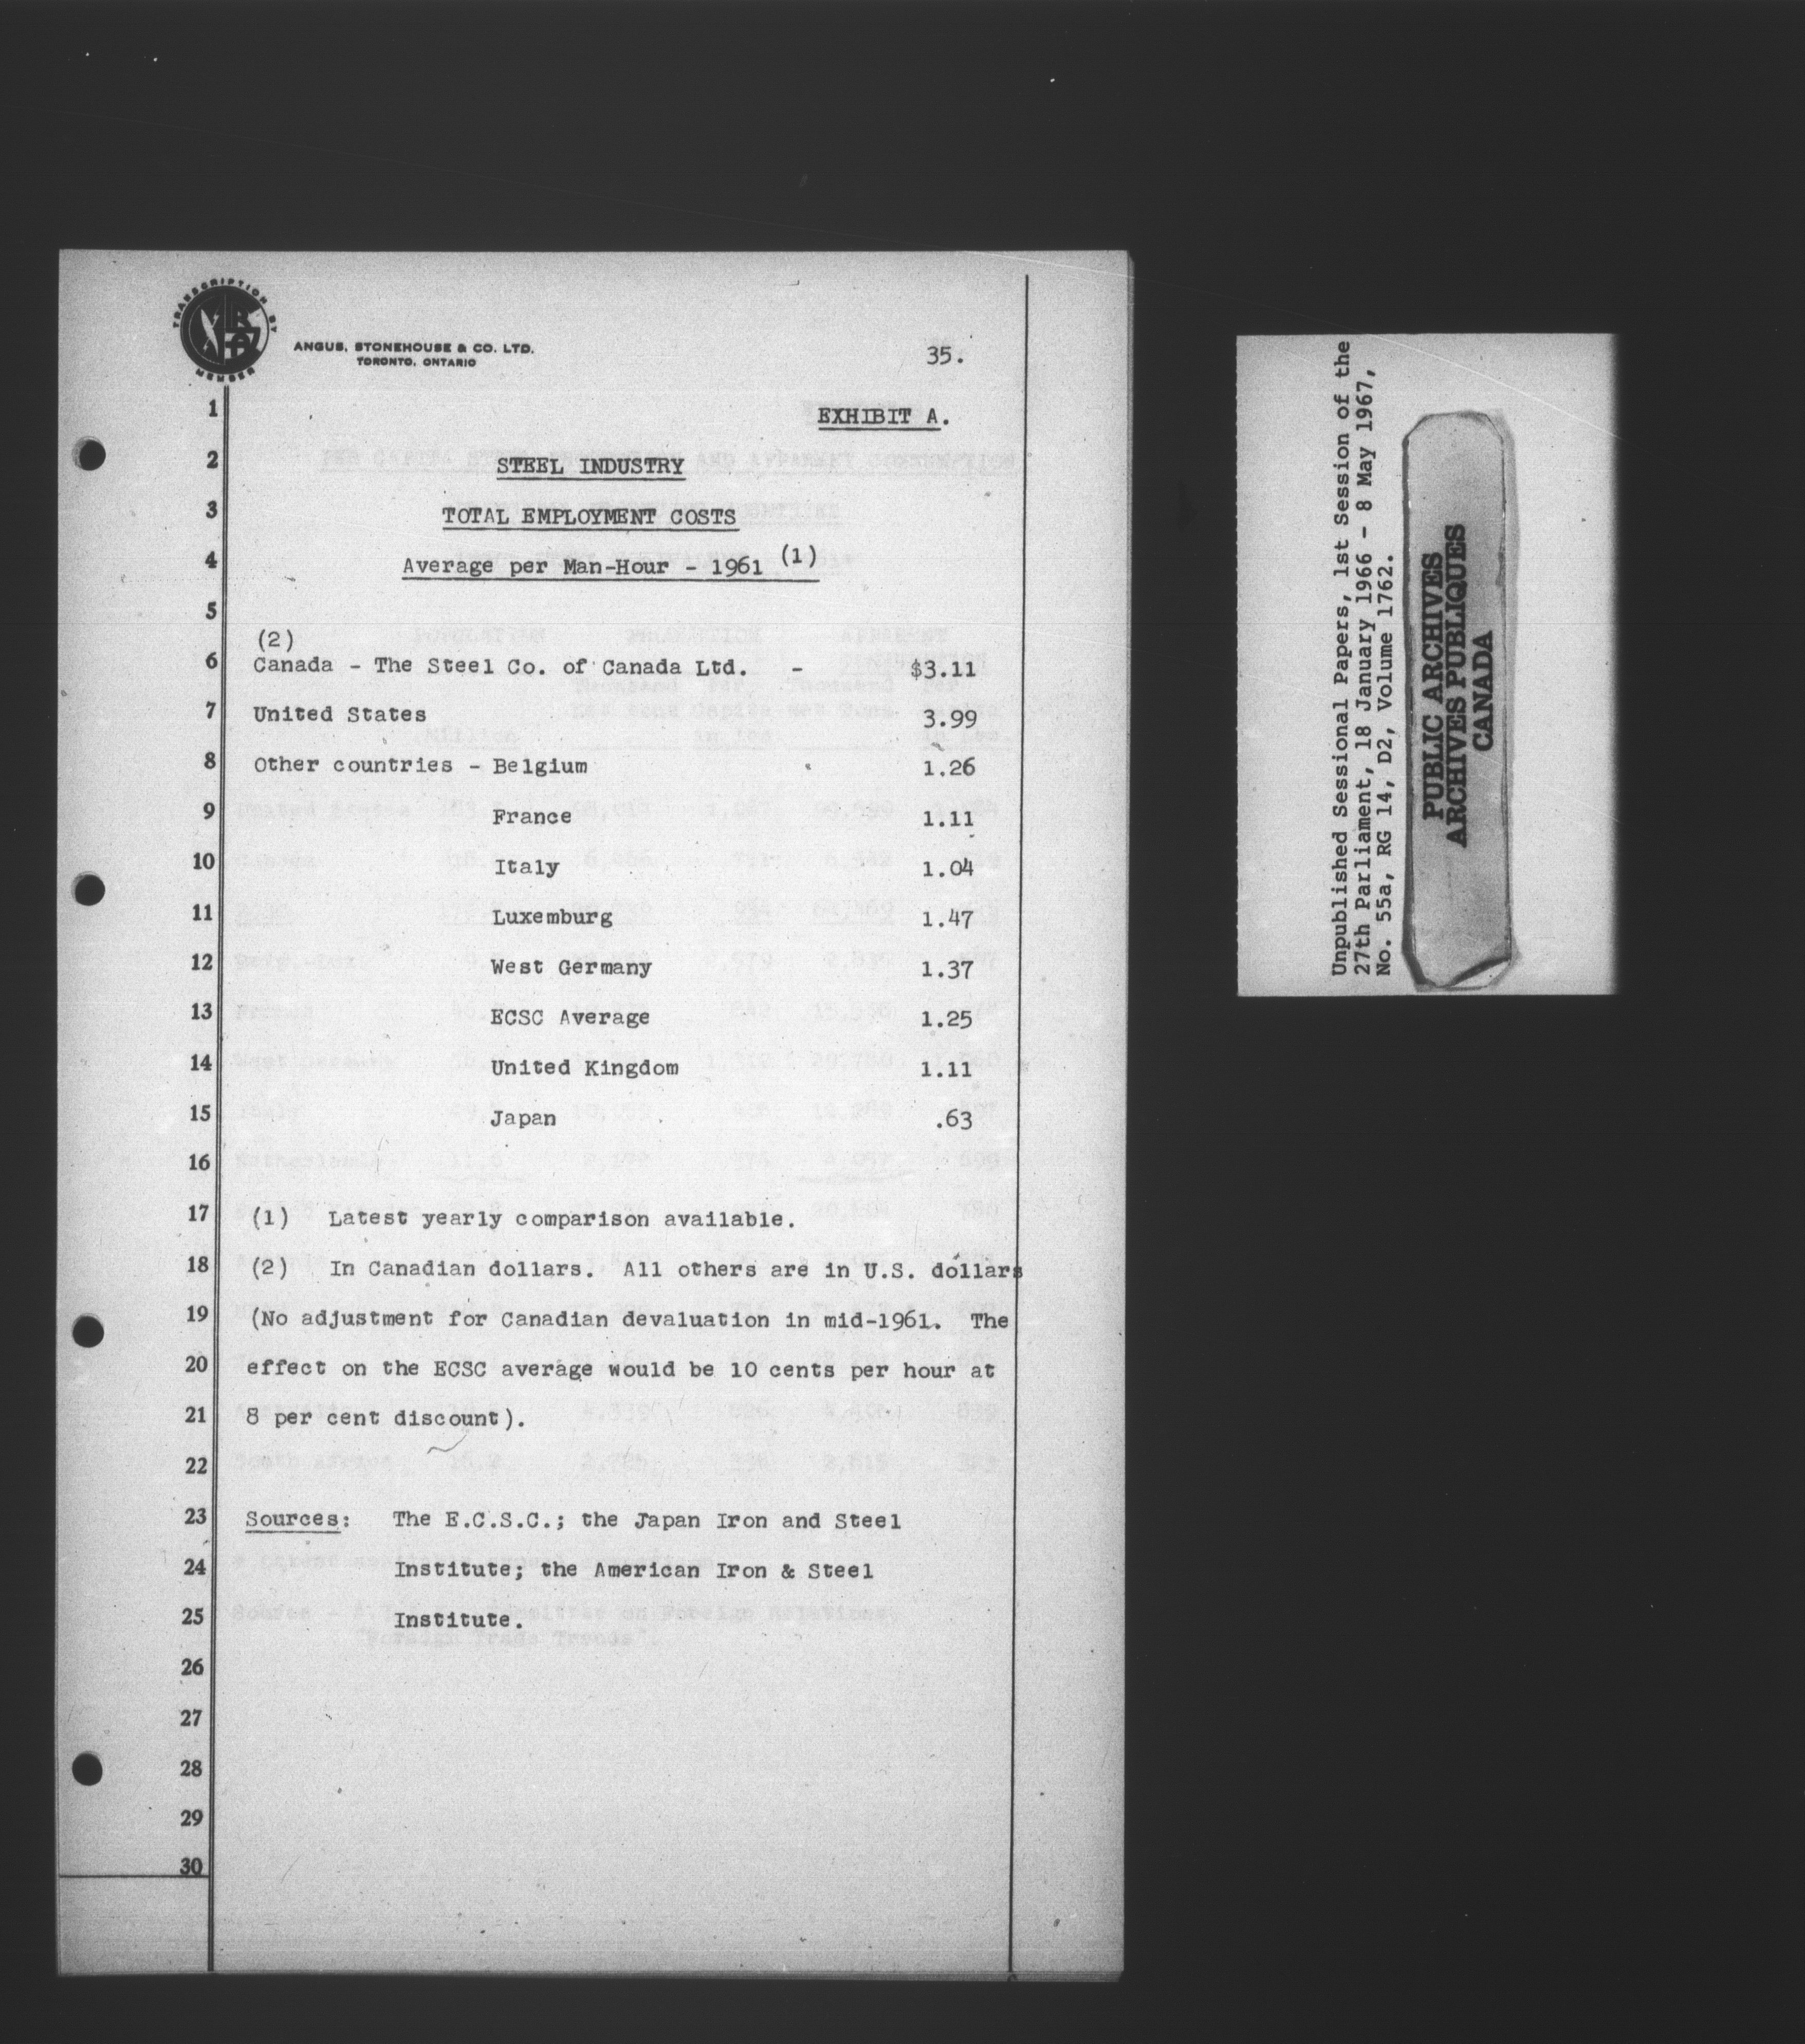 TRANSCRIPTION BY
MEMBER
ANGUS, STONEHOUSE & CO. LTD.
TORONTO, ONTARIO
35.
1 EXHIBIT A.
2 STEEL INDUSTRY
3 TOTAL EMPLOYMENT COSTS
4 Average per Man-Hour - 1961 (1)
5
(2)
6 Canada - The Steel Co. of Canada Ltd. - $3.11
7 United States 3.99
8 Other countries - Belgium 1.26
9 France 1.11
10 Italy 1.04
11 Luxemburg 1.47
12 West Germany 1.37
13 ECSC Average 1.25
14 United Kingdom 1.11
15 Japan .63
16
17 (1) Latest yearly comparison available.
18 (2) In Canadian dollars. All others are in U.S. dollars
19 (No adjustment for Canadian devaluation in mid-1961. The
20 effect on the ECSC average would be 10 cents per hour at
21 8 per cent discount).
22
23 Sources: The E.C.S.C.; the Japan Iron and Steel
24 Institute; the American Iron & Steel
25 Institute.
26
27
28
29
30
Unpublished Sessional Papers, 1st Session of the
27th Parliament, 18 January 1966 - 8 May 1967,
No. 55a, RG 14, D2, Volume 1762.
PUBLIC ARCHIVES
ARCHIVES PUBLIQUES
CANADA